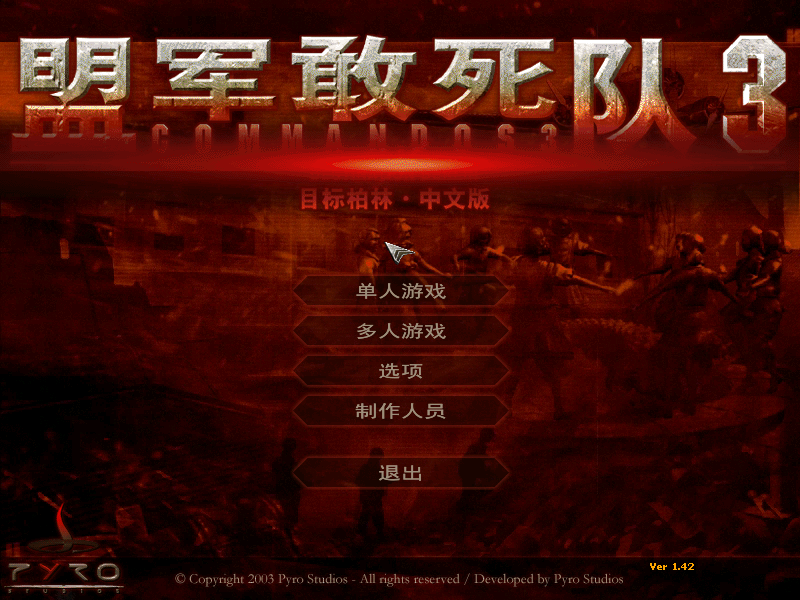 盟军敢死队3
COMMANDOS3
目标柏林·中文版
单人游戏
多人游戏
选项
制作人员
退出
PYRO
STUDIOS
© Copyright 2003 Pyro Studios - All rights reserved / Developed by Pyro Studios
Ver 1.42